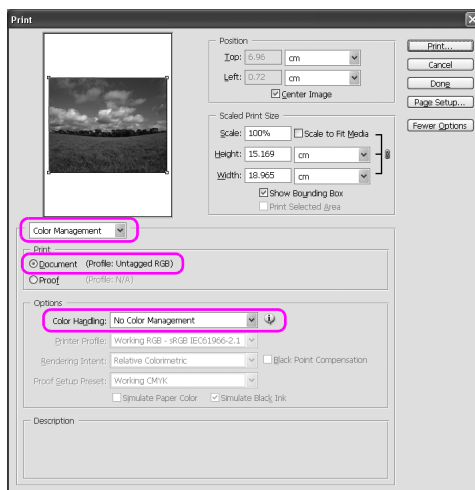 Print
Position
Top: 6.96 cm
Left: 0.72 cm
Center Image
Scaled Print Size
Scale: 100% Scale to Fit Media
Height: 15.169 cm
Width: 18.965 cm
Show Bounding Box
Print Selected Area
Print...
Cancel
Done
Page Setup...
Fewer Options
Color Management
Print
Document (Profile: Untagged RGB)
Proof (Profile: N/A)
Options
Color Handling: No Color Management
Printer Profile: Working RGB - sRGB IEC61966-2.1
Rendering Intent: Relative Colorimetric Black Point Compensation
Proof Setup Preset: Working CMYK
Simulate Paper Color Simulate Black Ink
Description